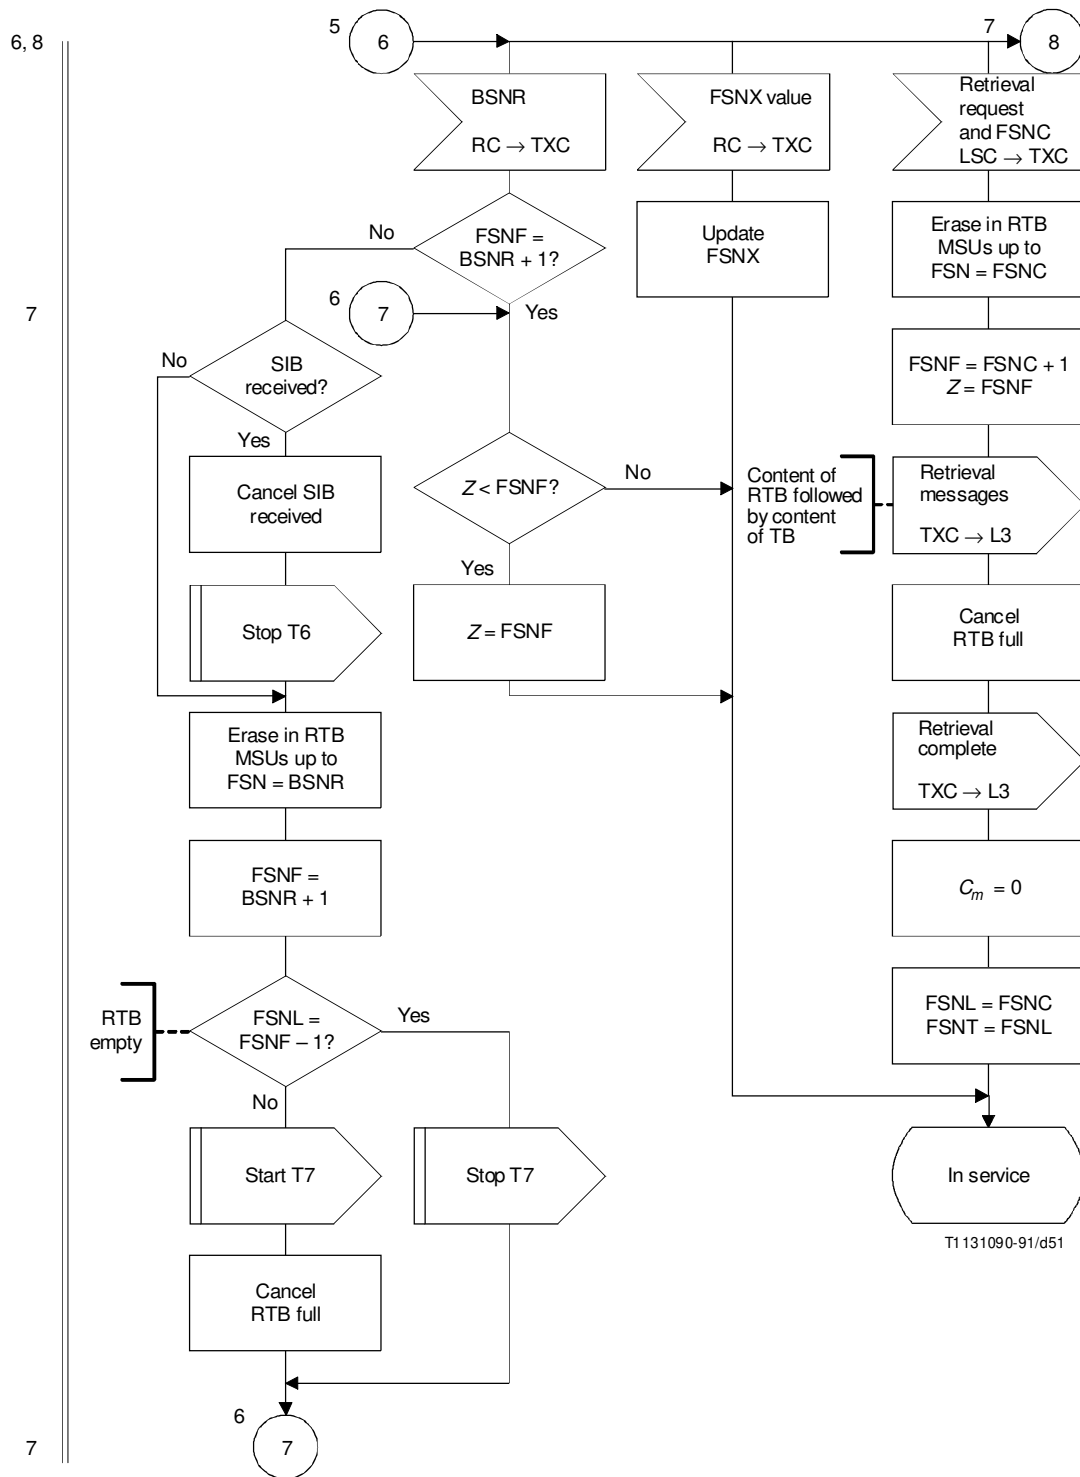 5
6
7
8
6, 8
BSNR
RC → TXC
FSNX value
RC → TXC
Retrieval
request
and FSNC
LSC → TXC
No
FSNF =
BSNR + 1?
Update
FSNX
Erase in RTB
MSUs up to
FSN = FSNC
6
7
Yes
7
No
SIB
received?
FSNF = FSNC + 1
Z = FSNF
Yes
Cancel SIB
received
Z < FSNF?
No
Content of
RTB followed
by content
of TB
Retrieval
messages
TXC → L3
Yes
Stop T6
Z = FSNF
Cancel
RTB full
Erase in RTB
MSUs up to
FSN = BSNR
Retrieval
complete
TXC → L3
FSNF =
BSNR + 1
Cm = 0
RTB
empty
FSNL =
FSNF – 1?
Yes
FSNL = FSNC
FSNT = FSNL
No
Start T7
Stop T7
In service
T1131090-91/d51
Cancel
RTB full
6
7
7